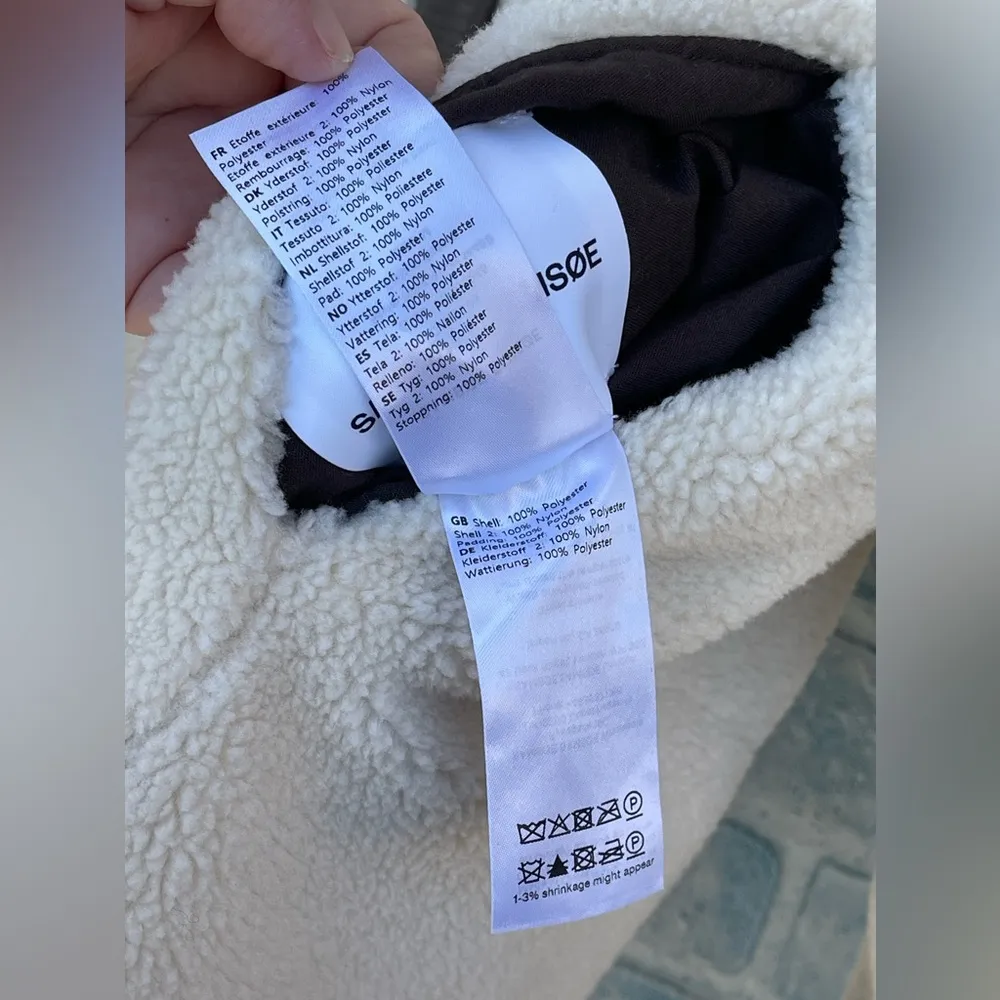 FR Etoffe extérieure: 100%
Polyester
Etoffe extérieure 2: 100% Nylon
Rembourrage: 100% Polyester
DK Yderstof: 100% Polyester
Yderstof 2: 100% Nylon
Polstring: 100% Polyester
IT Tessuto: 100% Poliestere
Tessuto 2: 100% Nylon
Imbottitura: 100% Poliestere
NL Shellstof: 100% Polyester
Shellstof 2: 100% Nylon
Pad: 100% Polyester
NO Ytterstoff: 100% Polyester
Ytterstof 2: 100% Nylon
Vattering: 100% Polyester
ES Tela: 100% Poliéster
Tela 2: 100% Nailon
Relleno: 100% Poliéster
SE Tyg: 100% Polyester
Tyg 2: 100% Nylon
Stoppning: 100% Polyester
GB Shell: 100% Polyester
Shell 2: 100% Nylon
Padding: 100% Polyester
DE Kleiderstoff: 100% Polyester
Kleiderstoff 2: 100% Nylon
Wattierung: 100% Polyester
P
P
1-3% shrinkage might appear